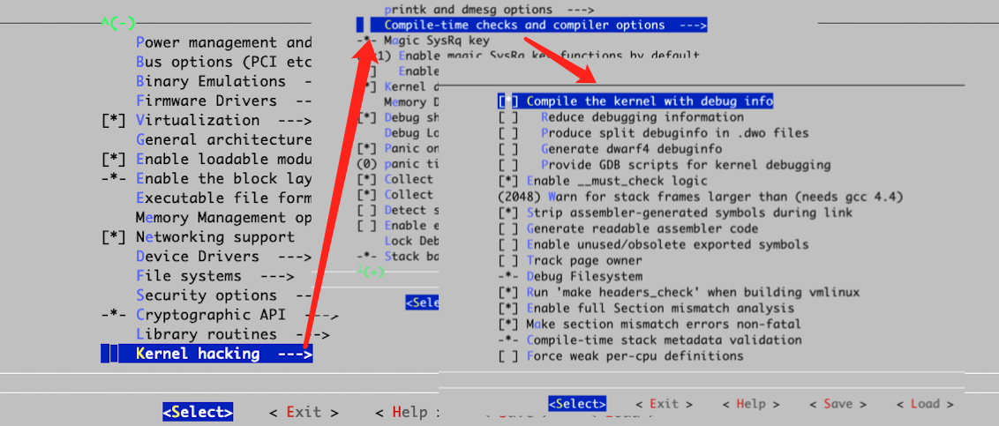 ^(-)
Power management and
Bus options (PCI etc
Binary Emulations -
Firmware Drivers --
[*] Virtualization --->
General architecture
[*] Enable loadable modu
-*- Enable the block lay
Executable file form
Memory Management op
[*] Networking support
Device Drivers --->
File systems --->
Security options --
-*- Cryptographic API --->
Library routines --->
Kernel hacking --->
<Select> < Exit > < Help >
printk and dmesg options --->
Compile-time checks and compiler options --->
-*- Magic SysRq key
x1) Enable magic SysRq key functions by default
] Enable
*] Kernel d
Memory D
[*] Debug sh
Debug Lo
[*] Panic on
(0) panic ti
[*] Collect
[*] Collect
[ ] Detect s
[ ] Enable e
Lock Deb
-*- Stack ba
(+)
<Sele
[*] Compile the kernel with debug info
[ ] Reduce debugging information
[ ] Produce split debuginfo in .dwo files
[ ] Generate dwarf4 debuginfo
[ ] Provide GDB scripts for kernel debugging
[*] Enable __must_check logic
(2048) Warn for stack frames larger than (needs gcc 4.4)
[*] Strip assembler-generated symbols during link
[ ] Generate readable assembler code
[ ] Enable unused/obsolete exported symbols
[ ] Track page owner
-*- Debug Filesystem
[*] Run 'make headers_check' when building vmlinux
[*] Enable full Section mismatch analysis
[*] Make section mismatch errors non-fatal
-*- Compile-time stack metadata validation
[ ] Force weak per-cpu definitions
<Select> < Exit > < Help > < Save > < Load >